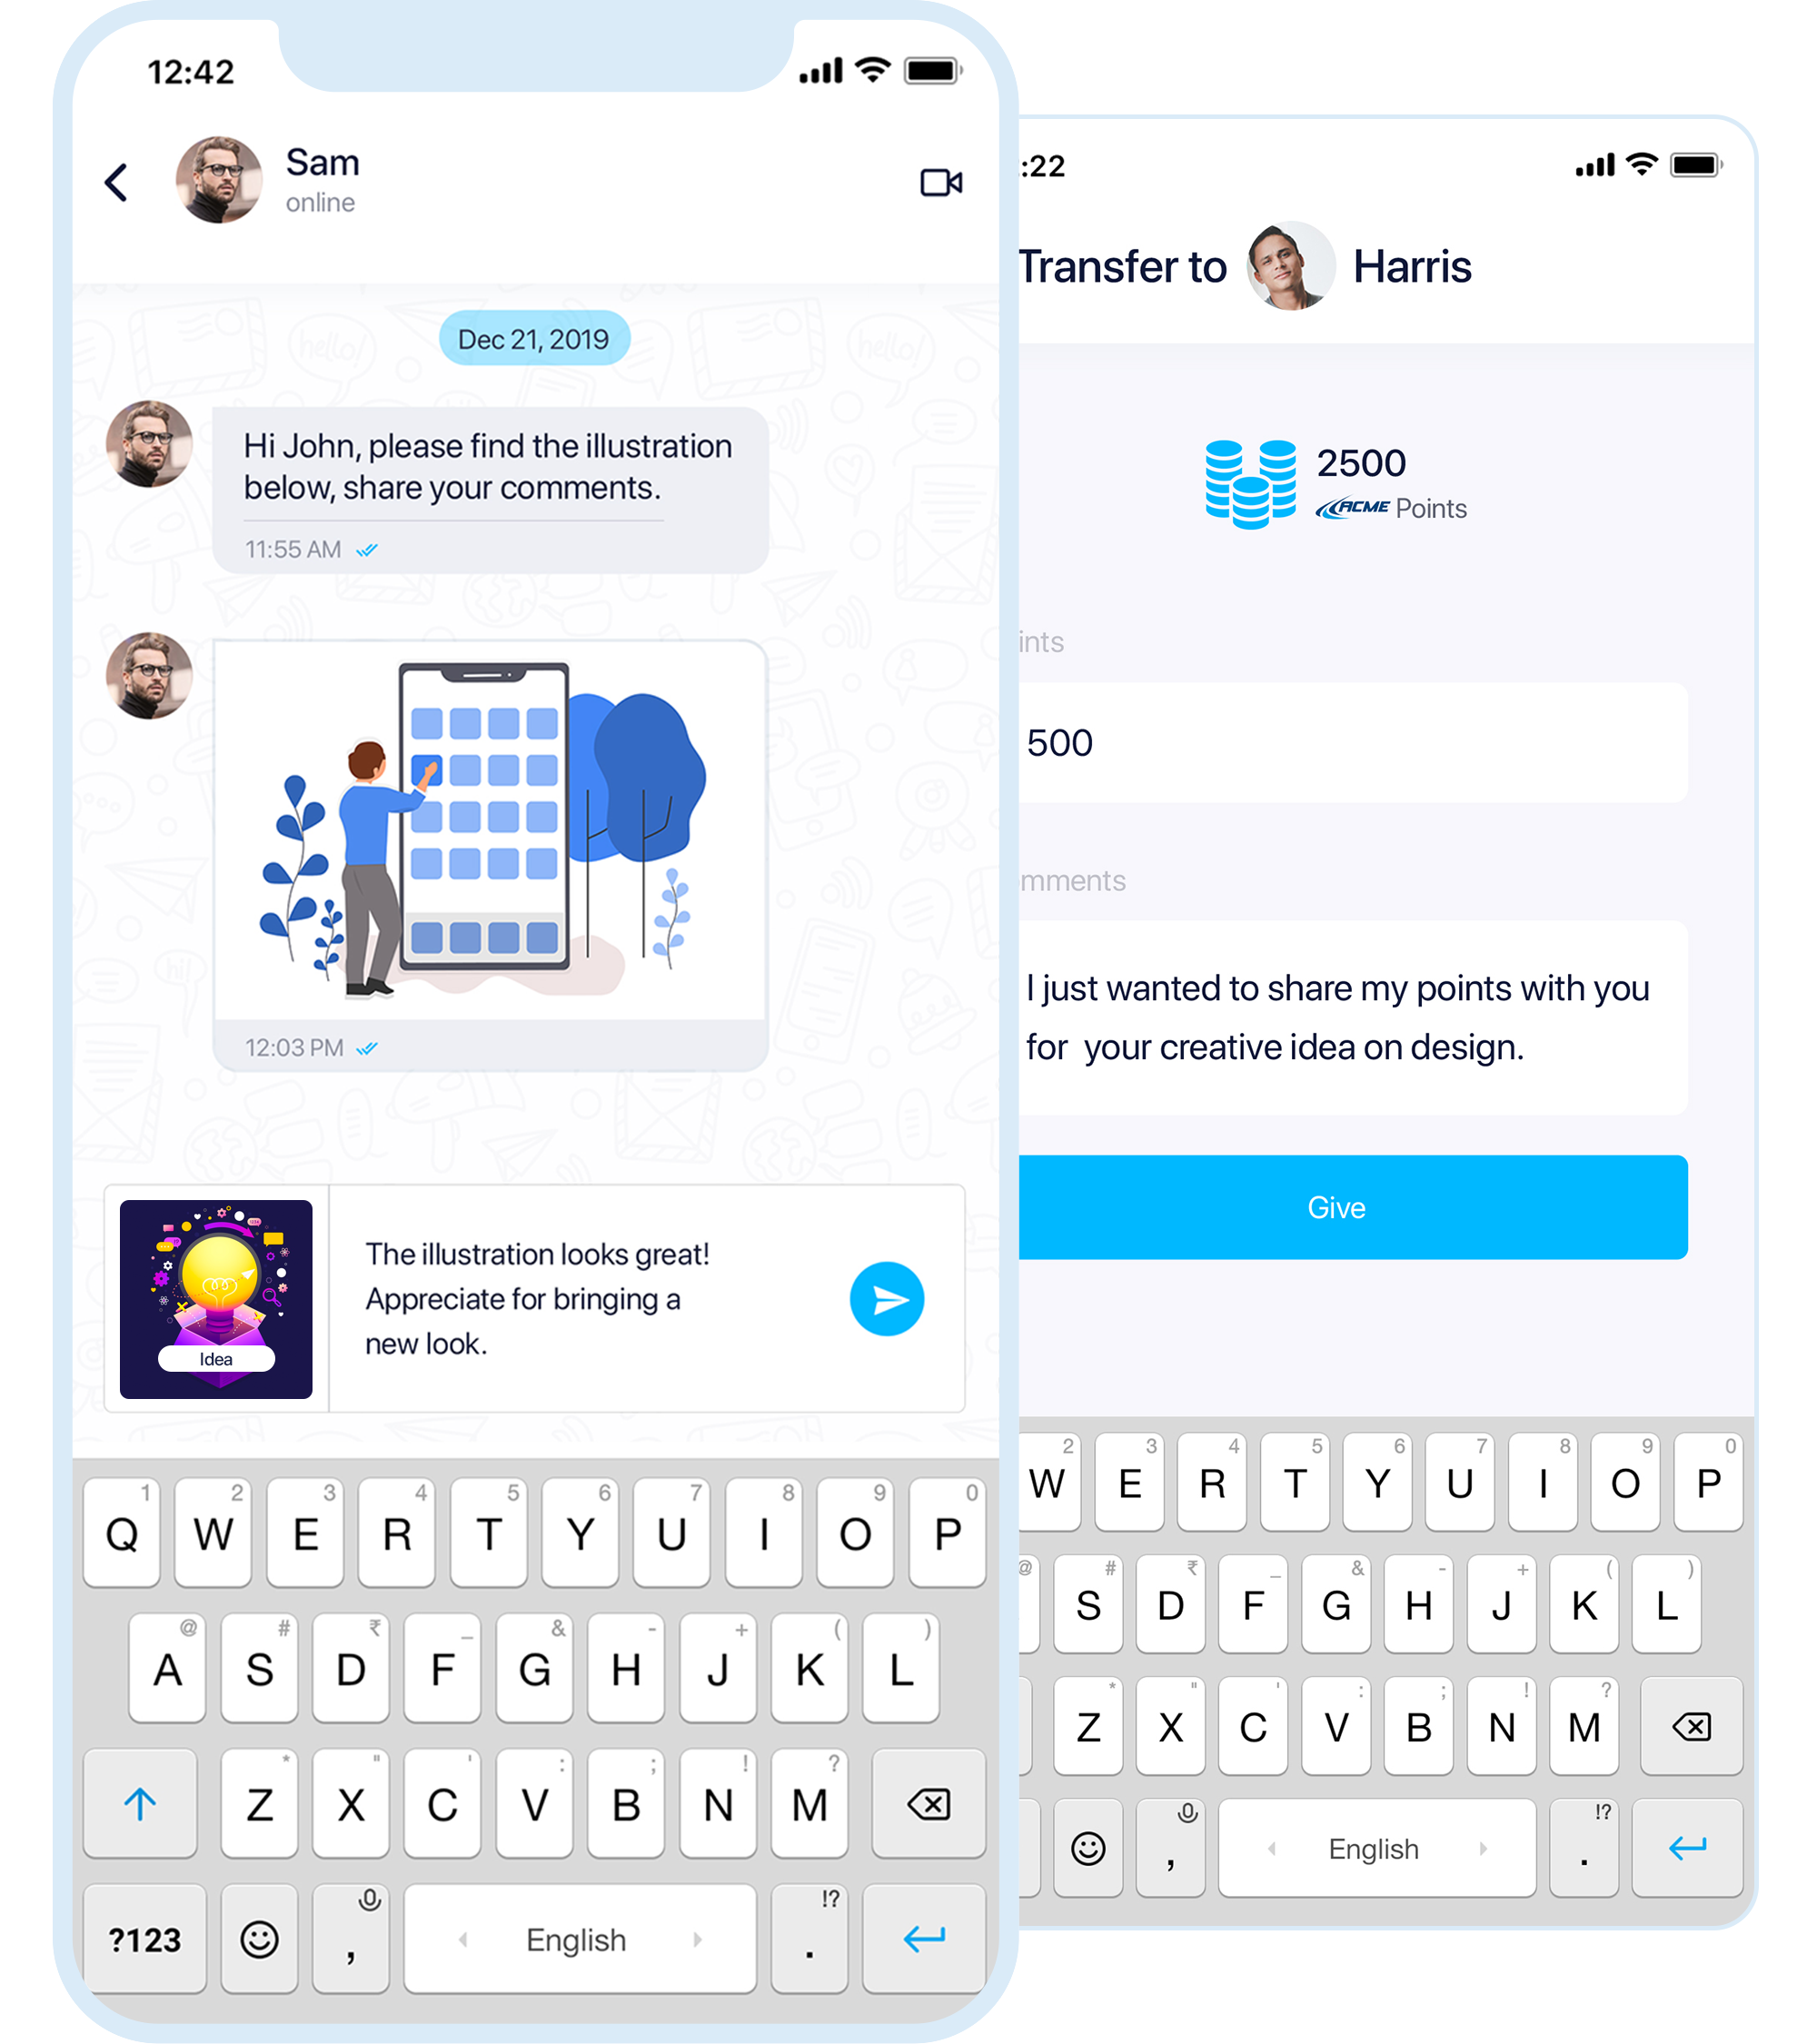 12:42
Sam
online
Dec 21, 2019
Hi John, please find the illustration
below, share your comments.
11:55 AM
12:03 PM
Idea
The illustration looks great!
Appreciate for bringing a
new look.
1 2 3 4 5 6 7 8 9 0
Q W E R T Y U I O P
@ # ₹ _ & - + ( )
A S D F G H J K L
* " ' : ; ! ?
Z X C V B N M
!?
?123 , English .
:22
Transfer to Harris
2500
ACME Points
ints
500
mments
I just wanted to share my points with you
for your creative idea on design.
Give
2 3 4 5 6 7 8 9 0
W E R T Y U I O P
@ # ₹ _ & - + ( )
S D F G H J K L
* " ' : ; ! ?
Z X C V B N M
!?
, English .